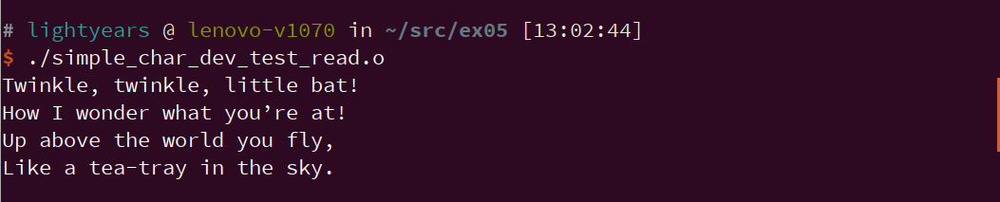 # lightyears @ lenovo-v1070 in ~/src/ex05 [13:02:44]
$ ./simple_char_dev_test_read.o
Twinkle, twinkle, little bat!
How I wonder what you’re at!
Up above the world you fly,
Like a tea-tray in the sky.